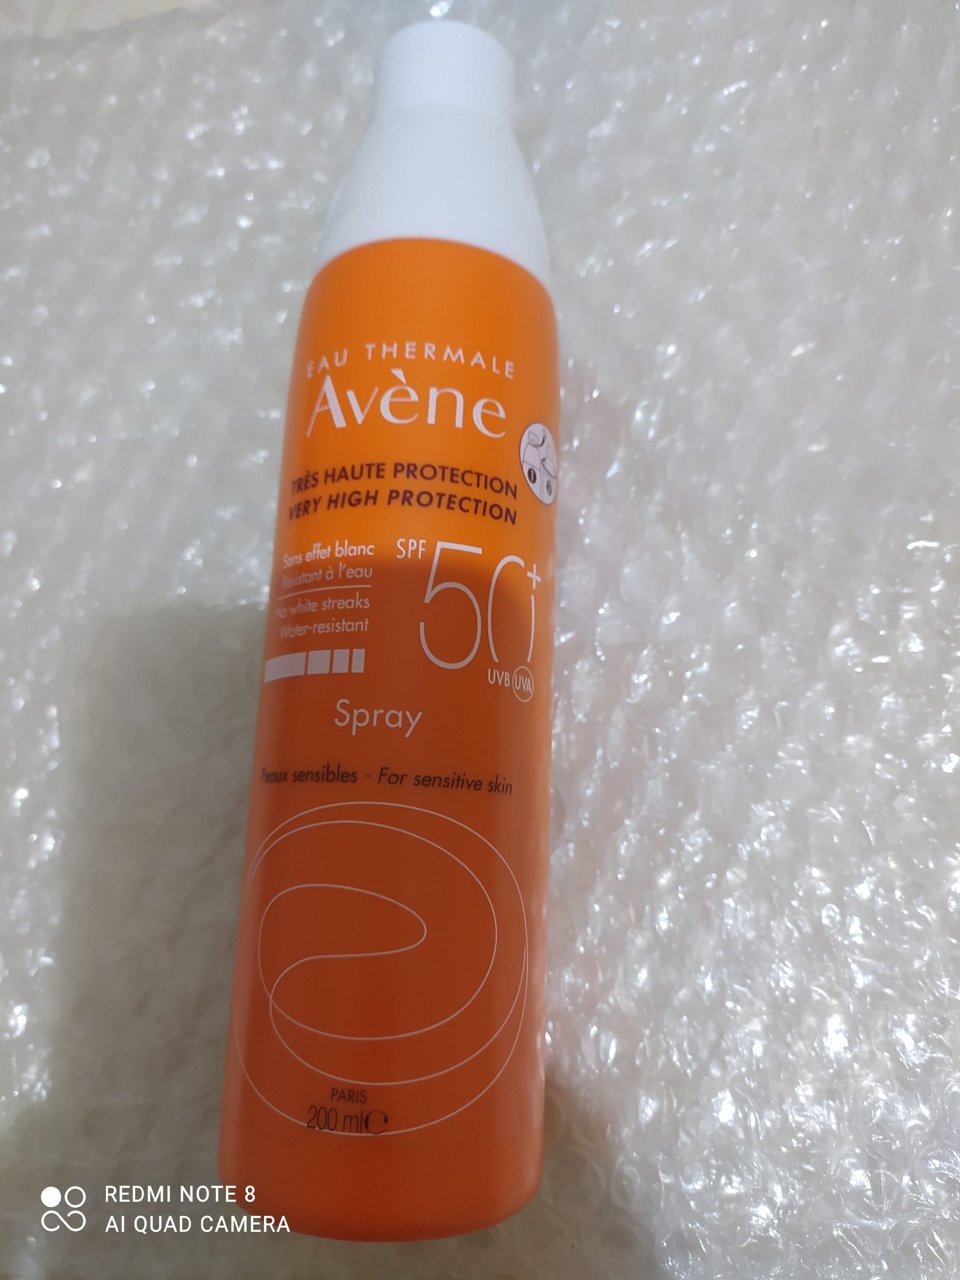 EAU THERMALE
Avène
TRÈS HAUTE PROTECTION
VERY HIGH PROTECTION
Sans effet blanc
Résistant à l'eau
No white streaks
Water-resistant
SPF 50+
UVB UVA
Spray
Peaux sensibles - For sensitive skin
PARIS
200 ml e
REDMI NOTE 8
AI QUAD CAMERA